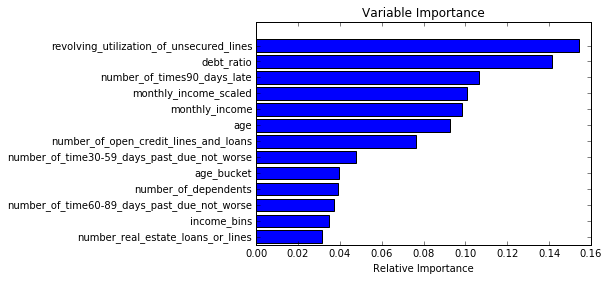 Variable Importance
revolving_utilization_of_unsecured_lines
debt_ratio
number_of_times90_days_late
monthly_income_scaled
monthly_income
age
number_of_open_credit_lines_and_loans
number_of_time30-59_days_past_due_not_worse
age_bucket
number_of_dependents
number_of_time60-89_days_past_due_not_worse
income_bins
number_real_estate_loans_or_lines
0.00 0.02 0.04 0.06 0.08 0.10 0.12 0.14 0.16
Relative Importance